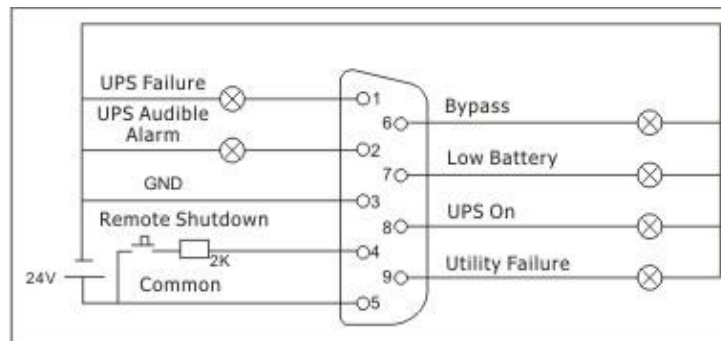 UPS Failure
1
6
Bypass
UPS Audible
Alarm
2
7
Low Battery
GND
3
8
UPS On
Remote Shutdown
2K
4
9
Utility Failure
24V
Common
5